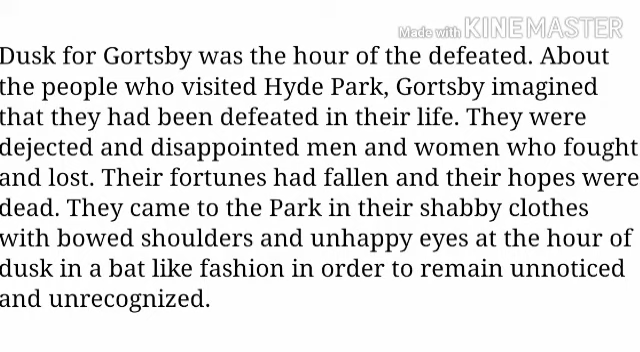 Made with KINEMASTER
Dusk for Gortsby was the hour of the defeated. About
the people who visited Hyde Park, Gortsby imagined
that they had been defeated in their life. They were
dejected and disappointed men and women who fought
and lost. Their fortunes had fallen and their hopes were
dead. They came to the Park in their shabby clothes
with bowed shoulders and unhappy eyes at the hour of
dusk in a bat like fashion in order to remain unnoticed
and unrecognized.